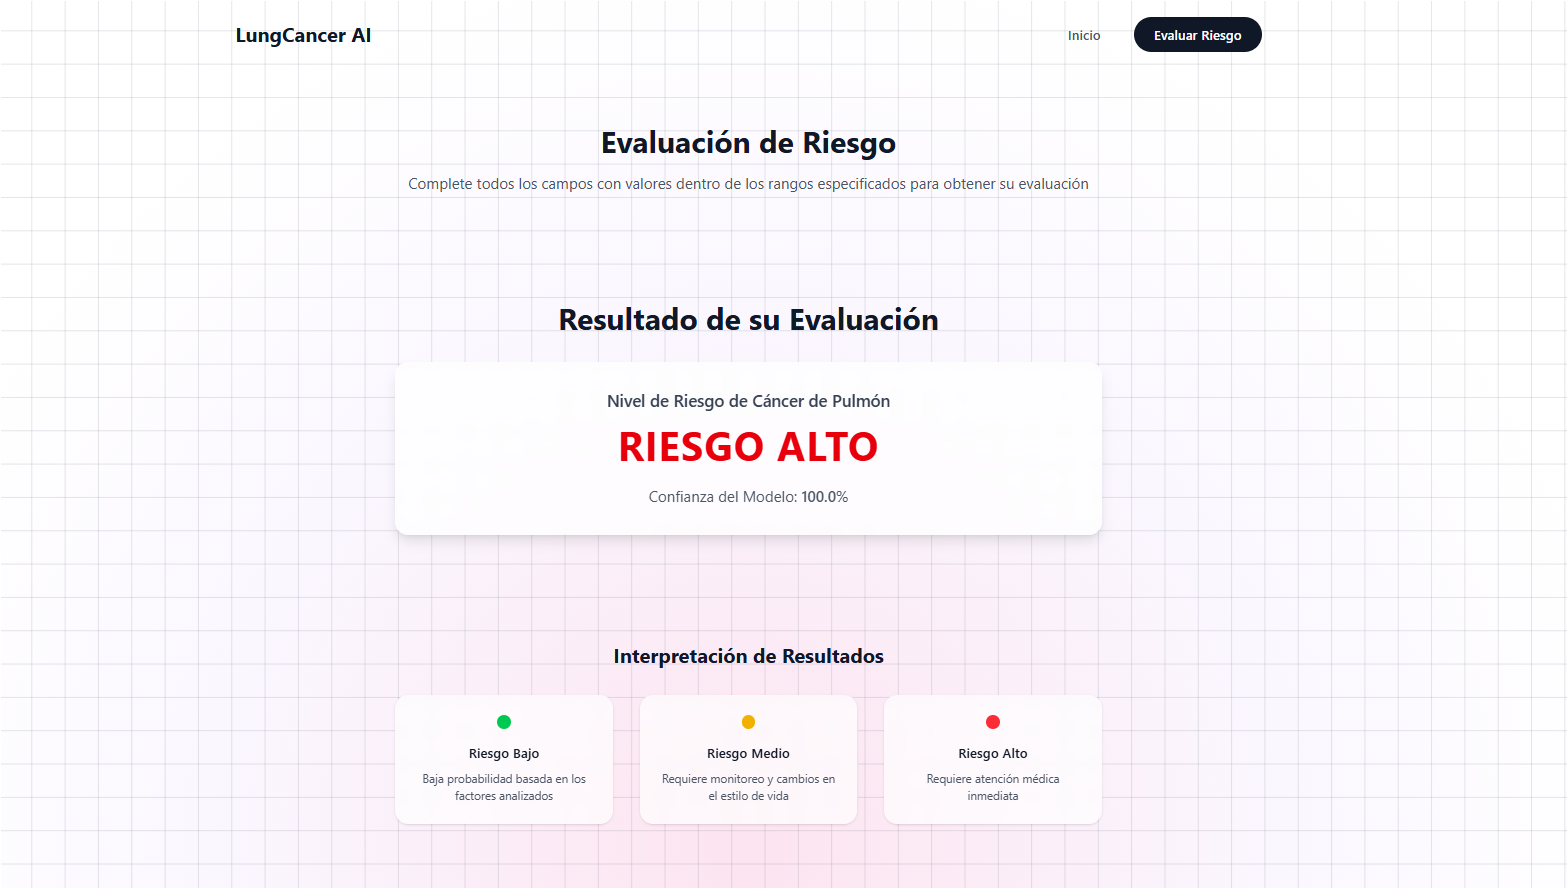 LungCancer AI
Inicio
Evaluar Riesgo
Evaluación de Riesgo
Complete todos los campos con valores dentro de los rangos especificados para obtener su evaluación
Resultado de su Evaluación
Nivel de Riesgo de Cáncer de Pulmón
RIESGO ALTO
Confianza del Modelo: 100.0%
Interpretación de Resultados
Riesgo Bajo
Baja probabilidad basada en los
factores analizados
Riesgo Medio
Requiere monitoreo y cambios en
el estilo de vida
Riesgo Alto
Requiere atención médica
inmediata